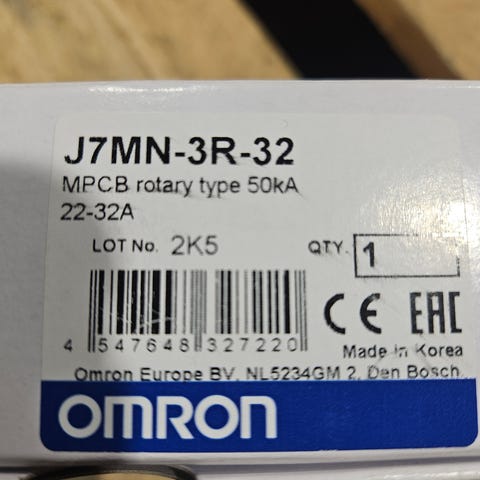 J7MN-3R-32
MPCB rotary type 50kA
22-32A
LOT No. 2K5 QTY. 1
CE EAC
4 547648 327220
Made in Korea
Omron Europe BV, NL5234GM 2, Den Bosch
OMRON